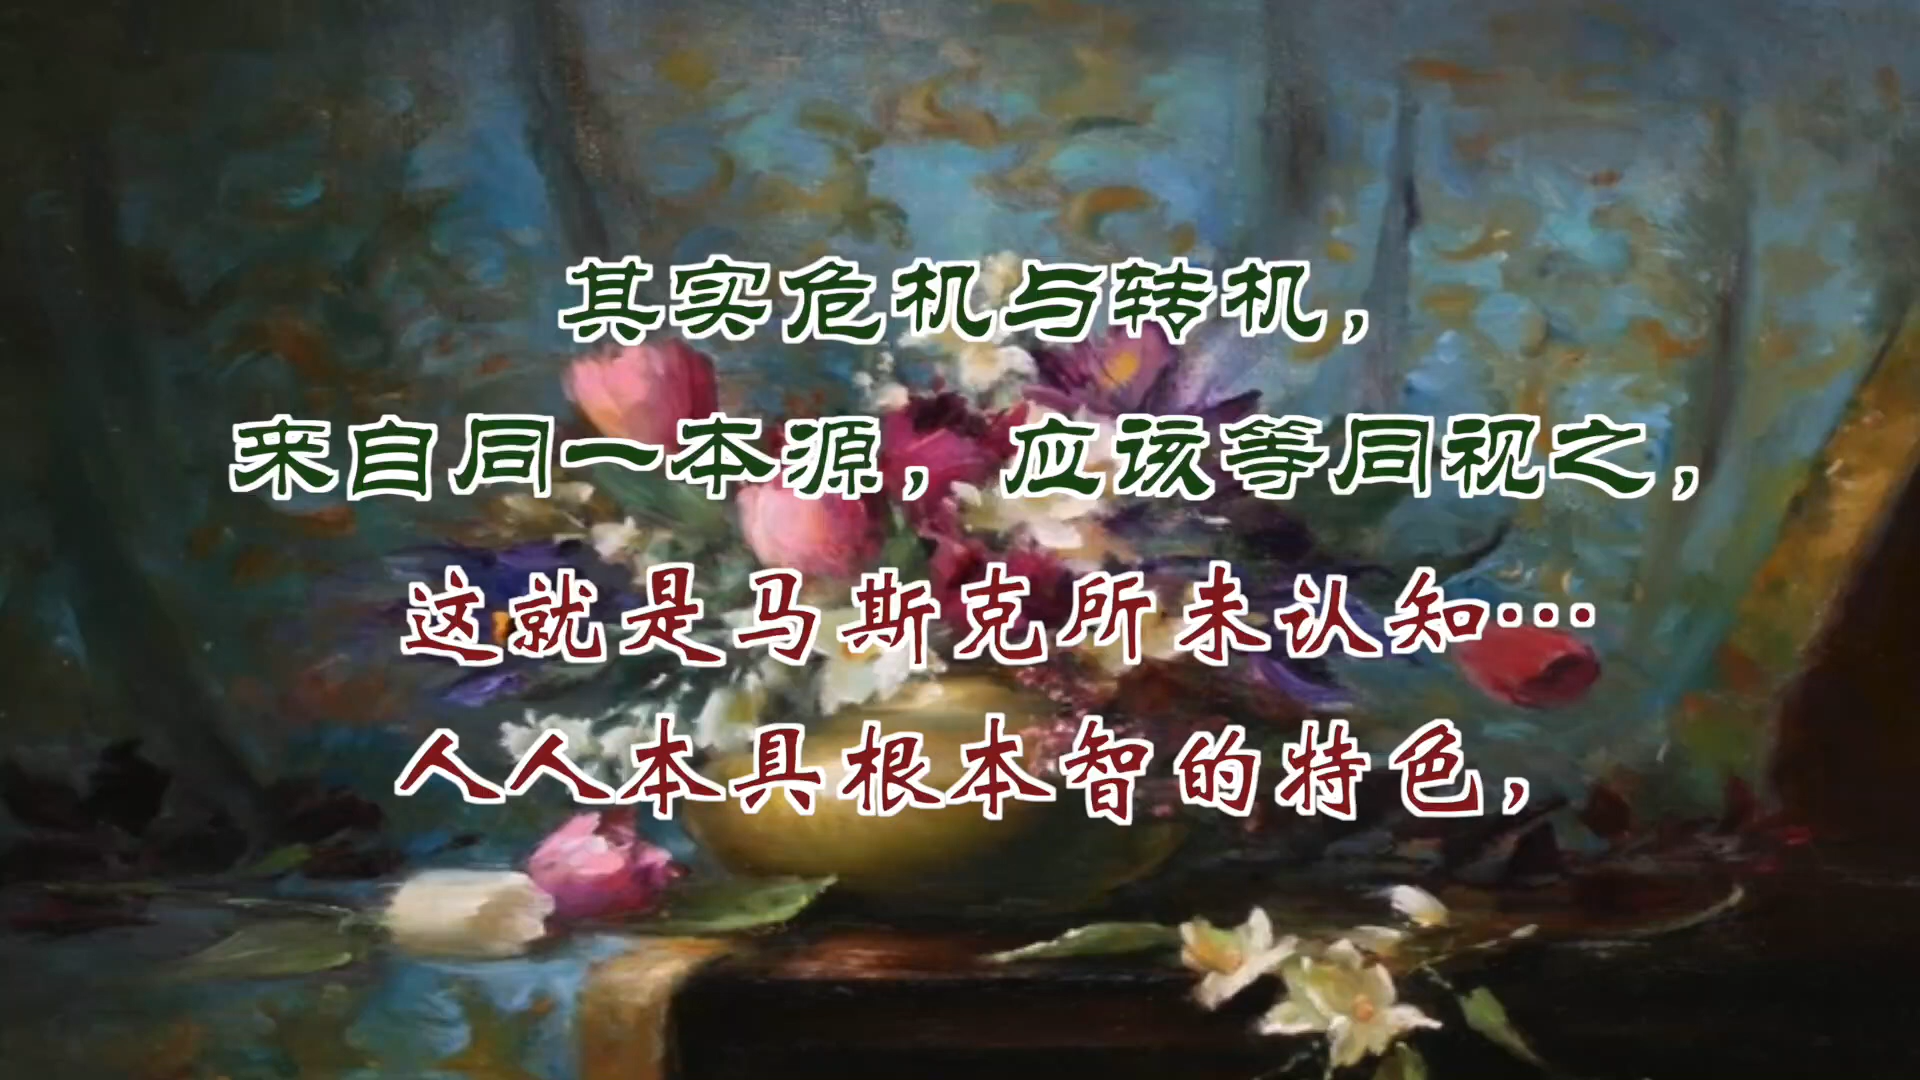 其实危机与转机，
来自同一本源，应该等同视之，
这就是马斯克所未认知…
人人本具根本智的特色，